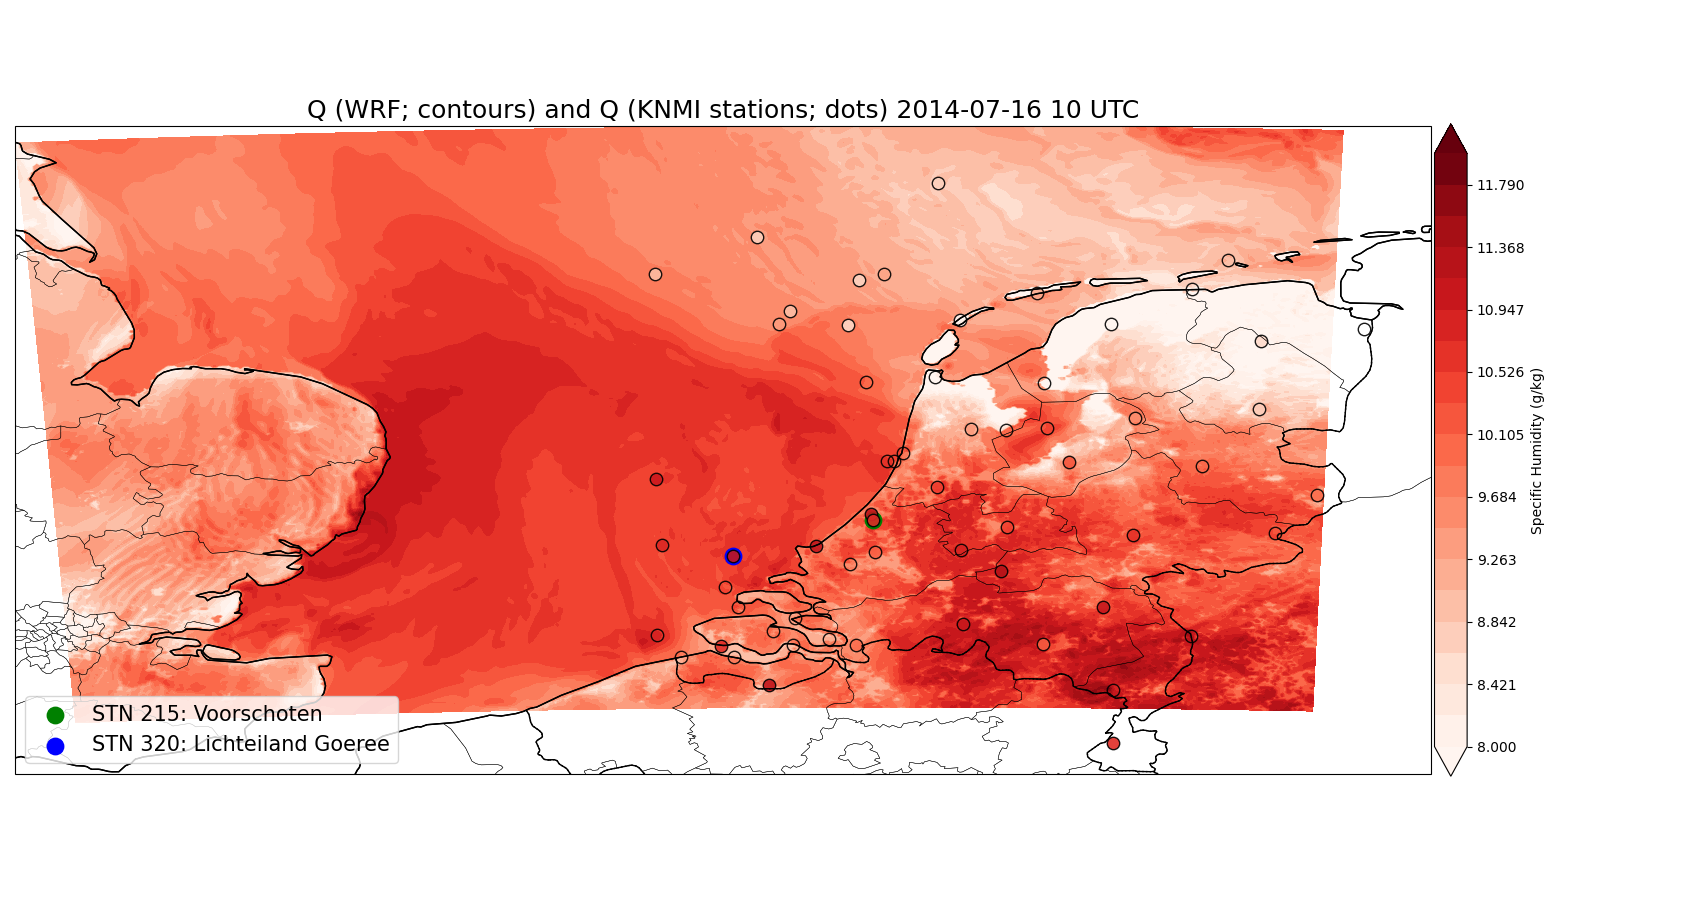 Q (WRF; contours) and Q (KNMI stations; dots) 2014-07-16 10 UTC
11.790
11.368
10.947
10.526
10.105
9.684
9.263
8.842
8.421
8.000
Specific Humidity (g/kg)
STN 215: Voorschoten
STN 320: Lichteiland Goeree